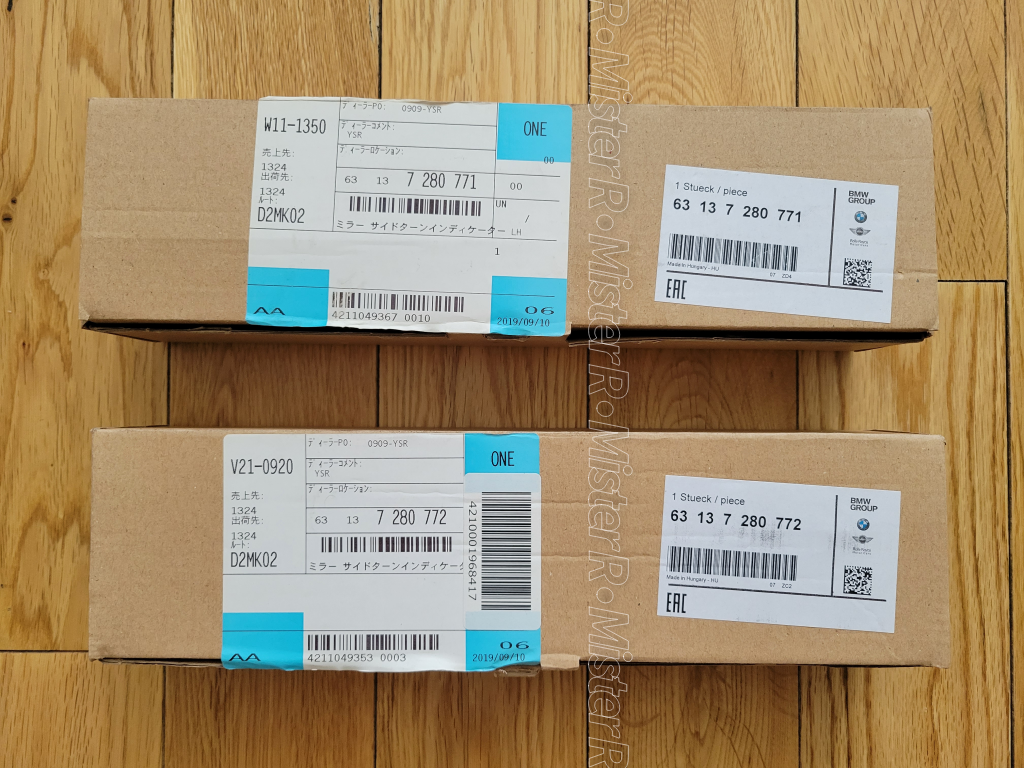 W11-1350
ディーラーPO: 0909-YSR
ディーラーコメント:
YSR
ディーラロケーション:
ONE
00
売上先:
1324
出荷先:
1324
ルート:
D2MK02
63 13 7 280 771
00
UN
/
ミラー サイドターンインディケーター LH
1
AA
4211049367 0010
06
2019/09/10
1 Stueck / piece
63 13 7 280 771
BMW
GROUP
Made in Hungary - HU
07 ZO4
EAC
V21-0920
ディーラーPO: 0909-YSR
ディーラーコメント:
YSR
ディーラロケーション:
ONE
売上先:
1324
出荷先:
1324
ルート:
D2MK02
63 13 7 280 772
ミラー サイドターンインディケータ
4210001968417
AA
4211049353 0003
06
2019/09/10
1 Stueck / piece
63 13 7 280 772
BMW
GROUP
Made in Hungary - HU
07 ZC2
EAC
R•MisterR•MisterR•MisterR•MisterR•MisterR